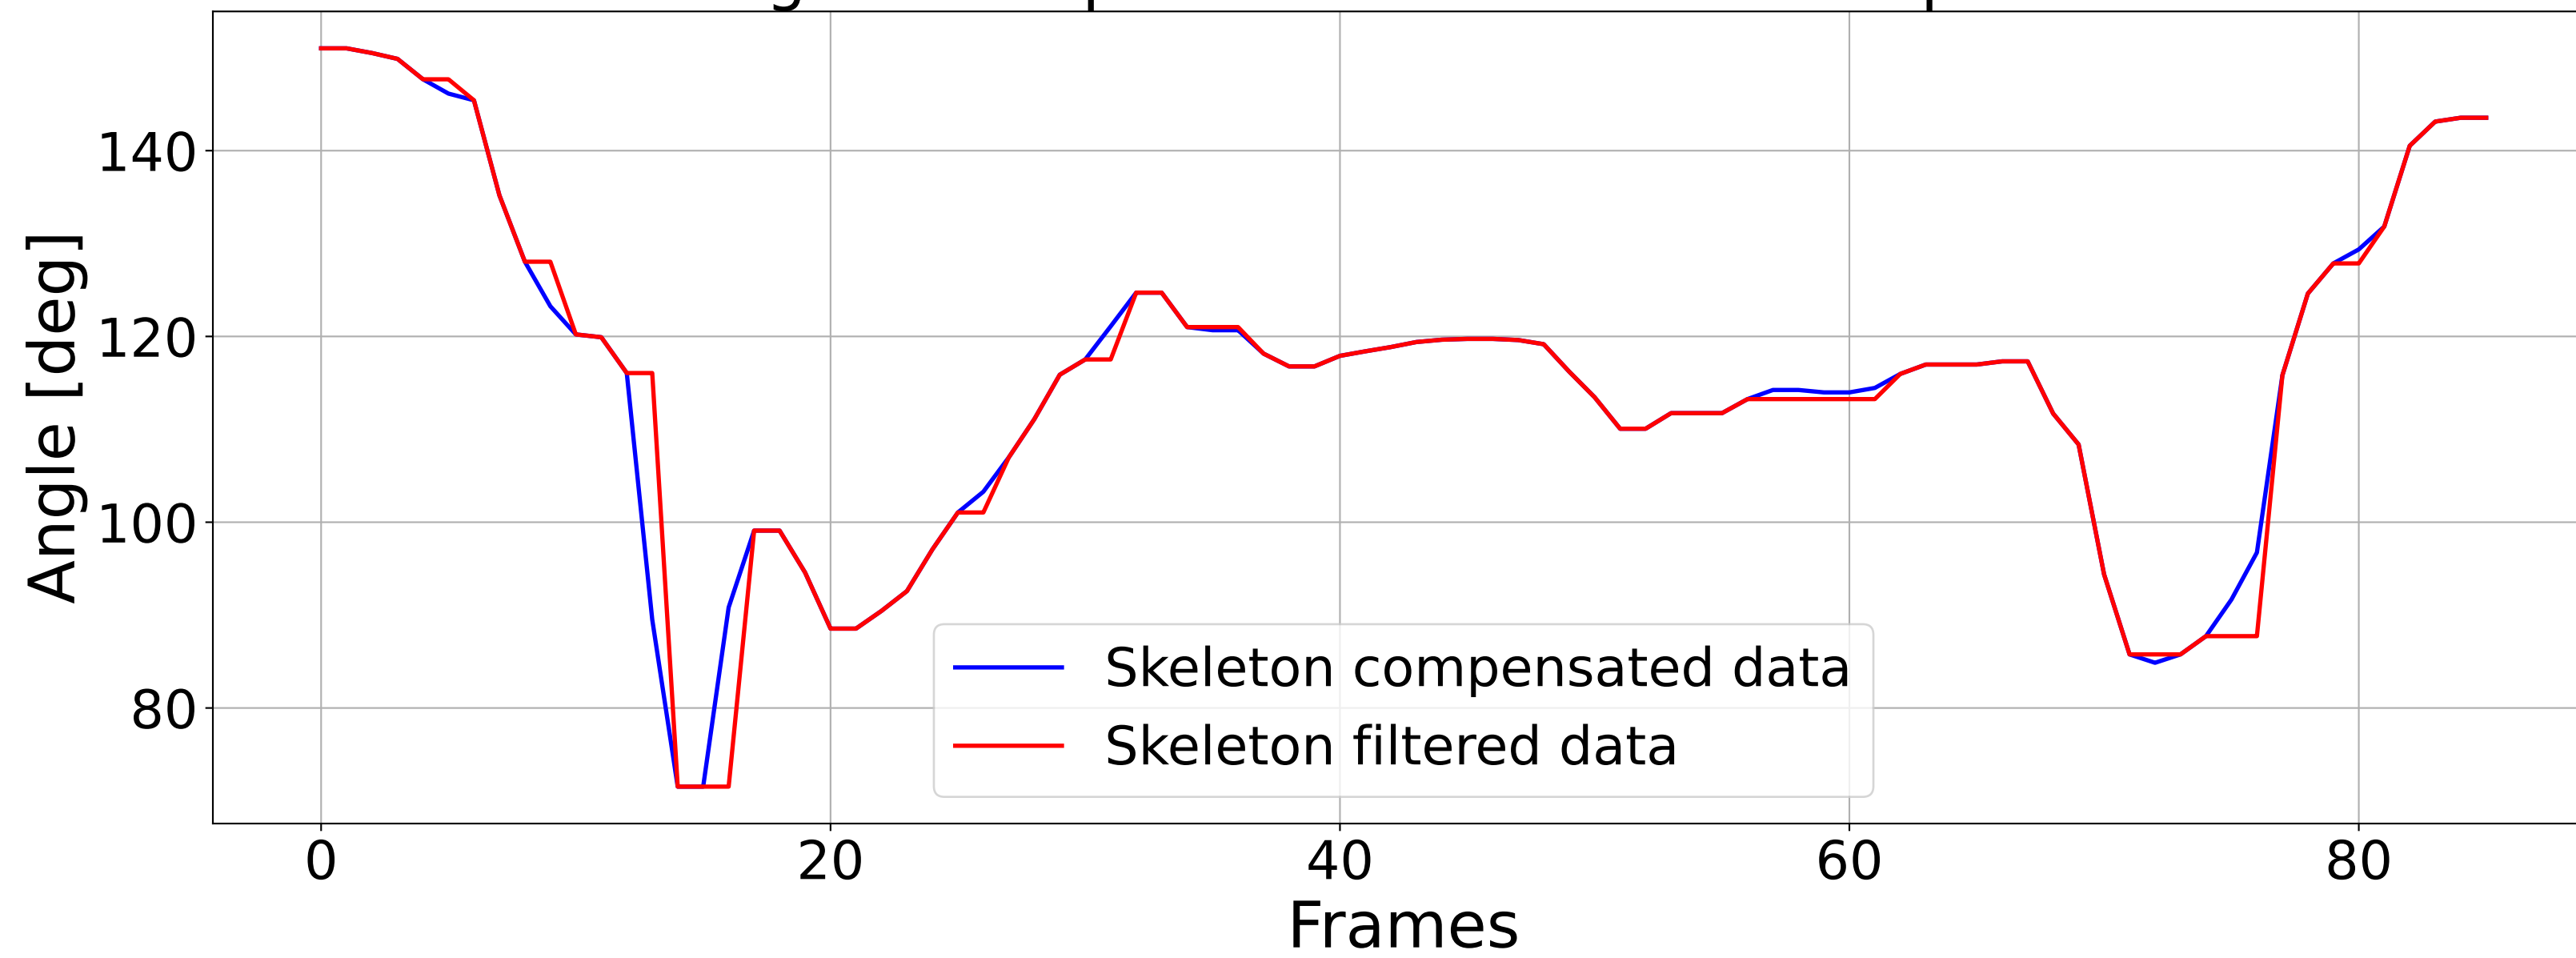 140
120
100
80
Angle [deg]
Skeleton compensated data
Skeleton filtered data
0 20 40 60 80
Frames